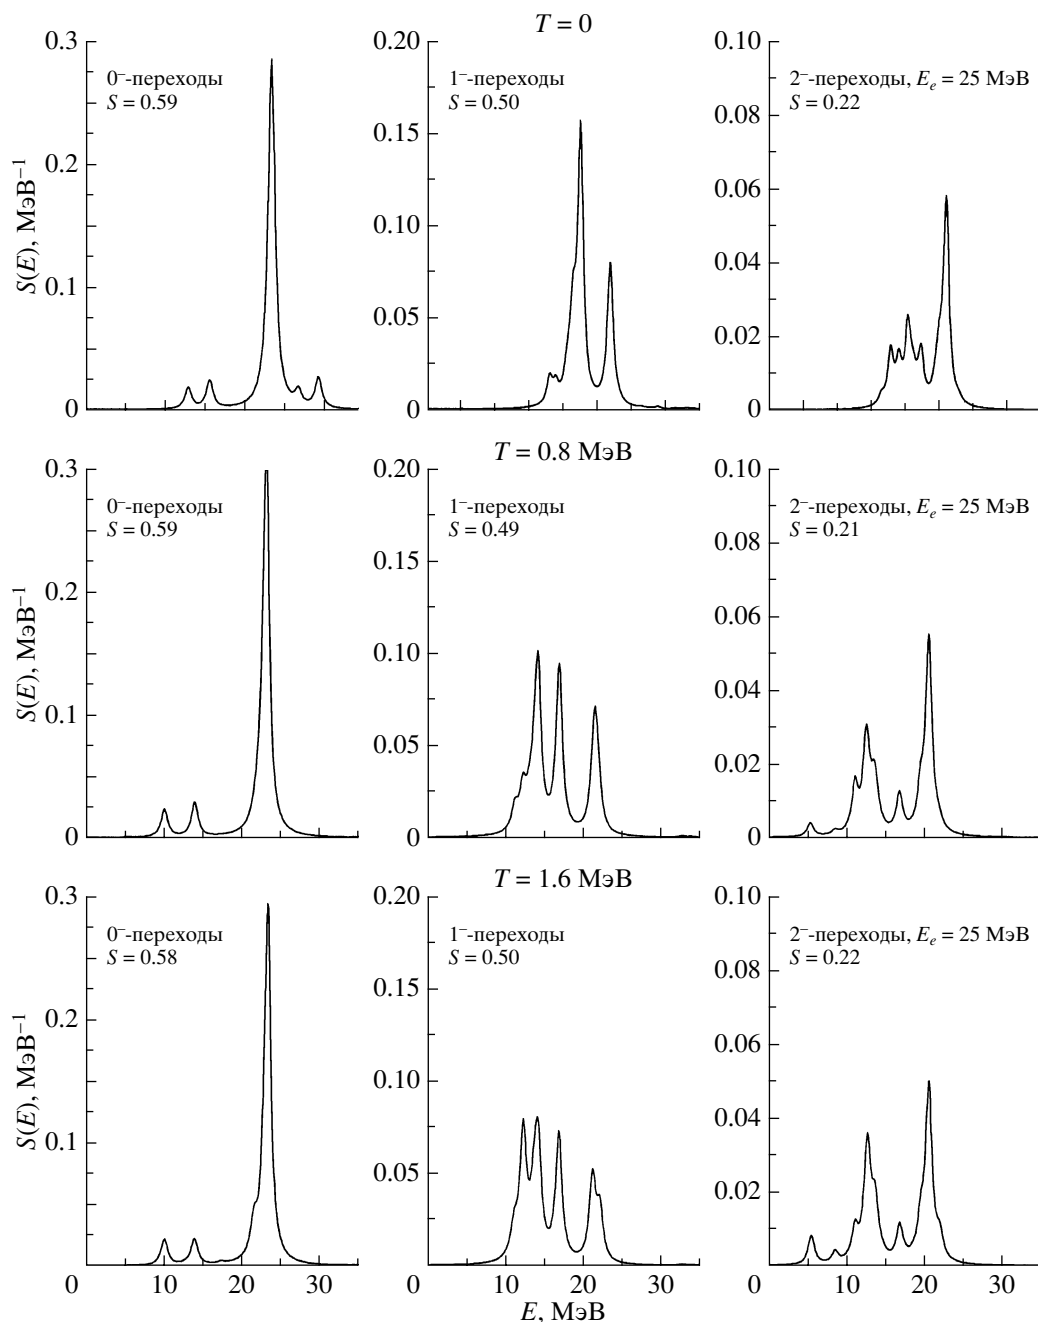 T = 0
S(E), МэВ⁻¹
0.3
0.2
0.1
0
0⁻-переходы
S = 0.59
0.20
0.15
0.10
0.05
0
1⁻-переходы
S = 0.50
0.10
0.08
0.06
0.04
0.02
0
2⁻-переходы, Eₑ = 25 МэВ
S = 0.22
T = 0.8 МэВ
S(E), МэВ⁻¹
0.3
0.2
0.1
0
0⁻-переходы
S = 0.59
0.20
0.15
0.10
0.05
0
1⁻-переходы
S = 0.49
0.10
0.08
0.06
0.04
0.02
0
2⁻-переходы, Eₑ = 25 МэВ
S = 0.21
T = 1.6 МэВ
S(E), МэВ⁻¹
0.3
0.2
0.1
0⁻-переходы
S = 0.58
0 10 20 30
0.20
0.15
0.10
0.05
1⁻-переходы
S = 0.50
0 10 20 30
0.10
0.08
0.06
0.04
0.02
2⁻-переходы, Eₑ = 25 МэВ
S = 0.22
0 10 20 30
E, МэВ